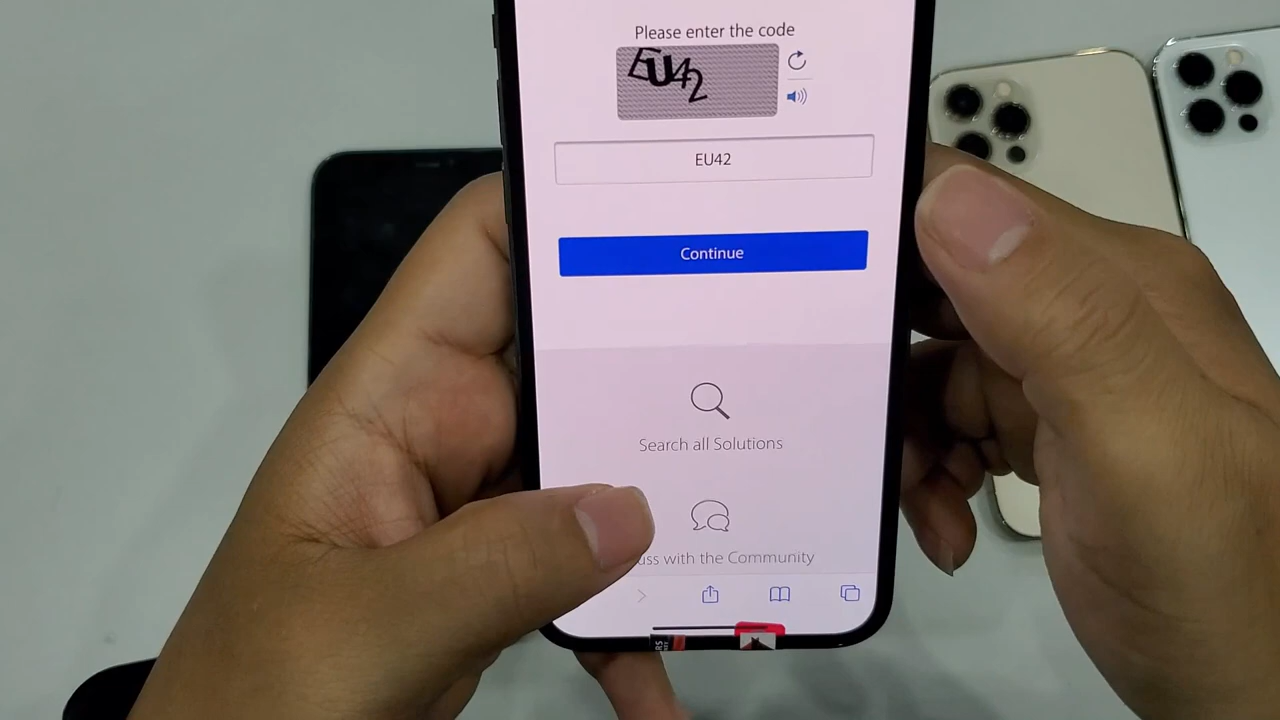 Please enter the code
EU42
EU42
Continue
Search all Solutions
uss with the Community